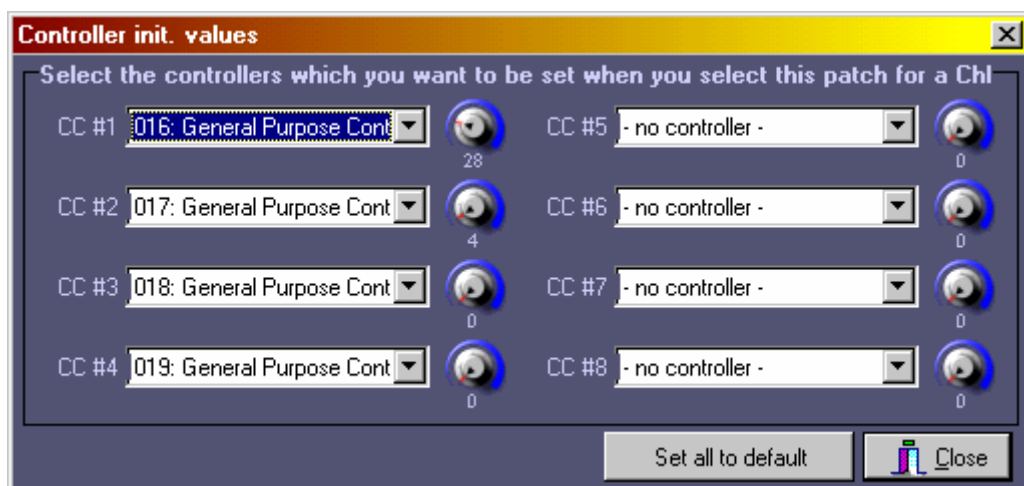 Controller init. values
Select the controllers which you want to be set when you select this patch for a Chl
CC #1 016: General Purpose Cont 28 CC #5 - no controller - 0
CC #2 017: General Purpose Cont 4 CC #6 - no controller - 0
CC #3 018: General Purpose Cont 0 CC #7 - no controller - 0
CC #4 019: General Purpose Cont 0 CC #8 - no controller - 0
Set all to default Close